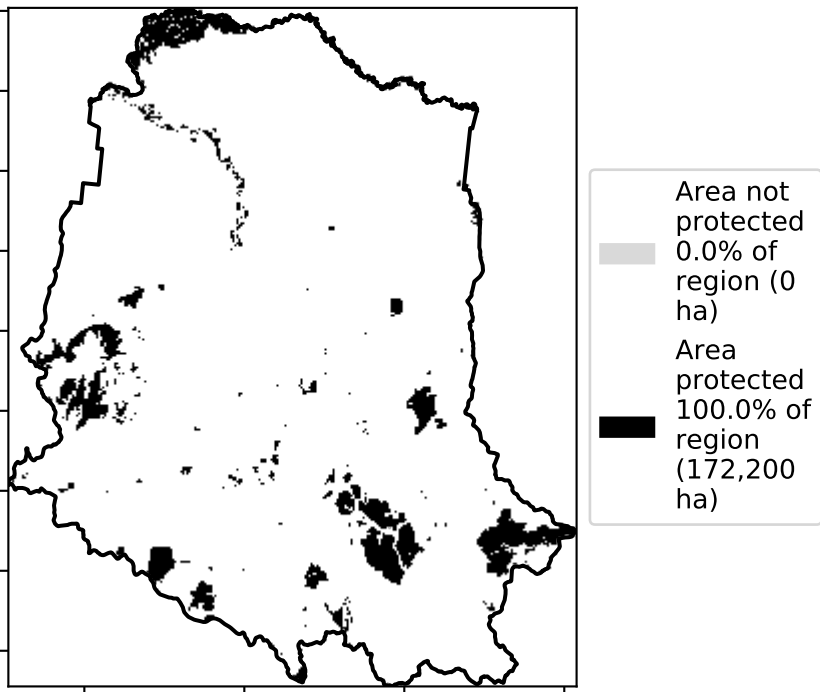 Area not
protected
0.0% of
region (0
ha)
Area
protected
100.0% of
region
(172,200
ha)